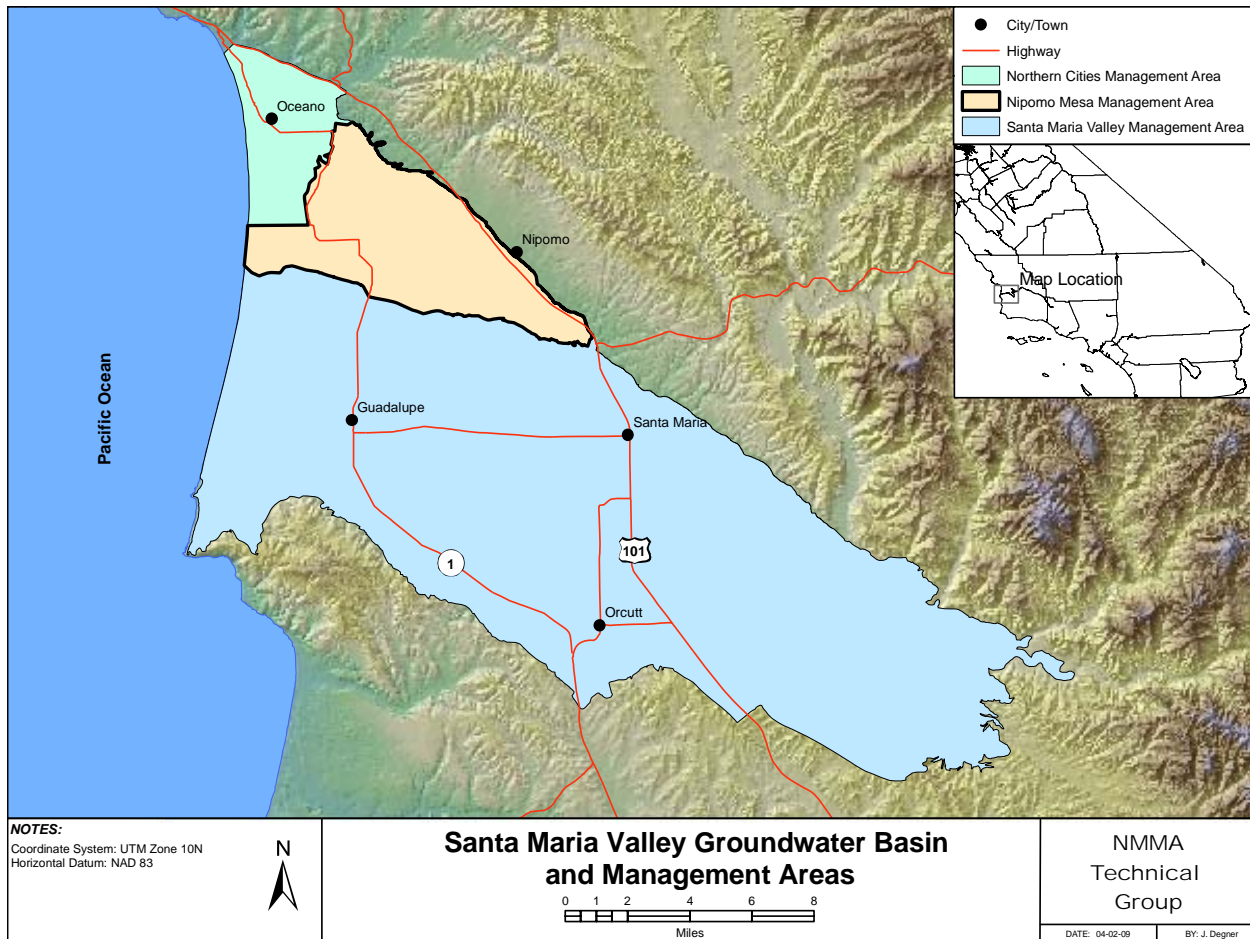 City/Town
Highway
Northern Cities Management Area
Nipomo Mesa Management Area
Santa Maria Valley Management Area
Map Location
Oceano
Nipomo
Pacific Ocean
Guadalupe
Santa Maria
101
1
Orcutt
NOTES:
Coordinate System: UTM Zone 10N
Horizontal Datum: NAD 83
N
Santa Maria Valley Groundwater Basin
and Management Areas
0 1 2 4 6 8
Miles
NMMA
Technical
Group
DATE: 04-02-09 BY: J. Degner